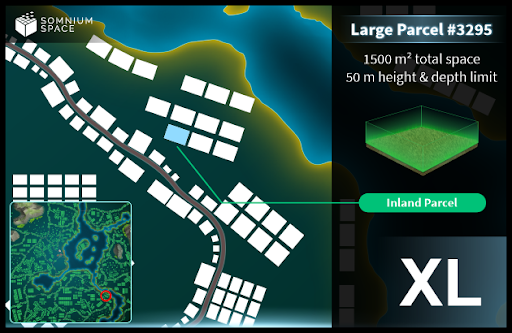 SOMNIUM
SPACE
Large Parcel #3295
1500 m² total space
50 m height & depth limit
Inland Parcel
XL